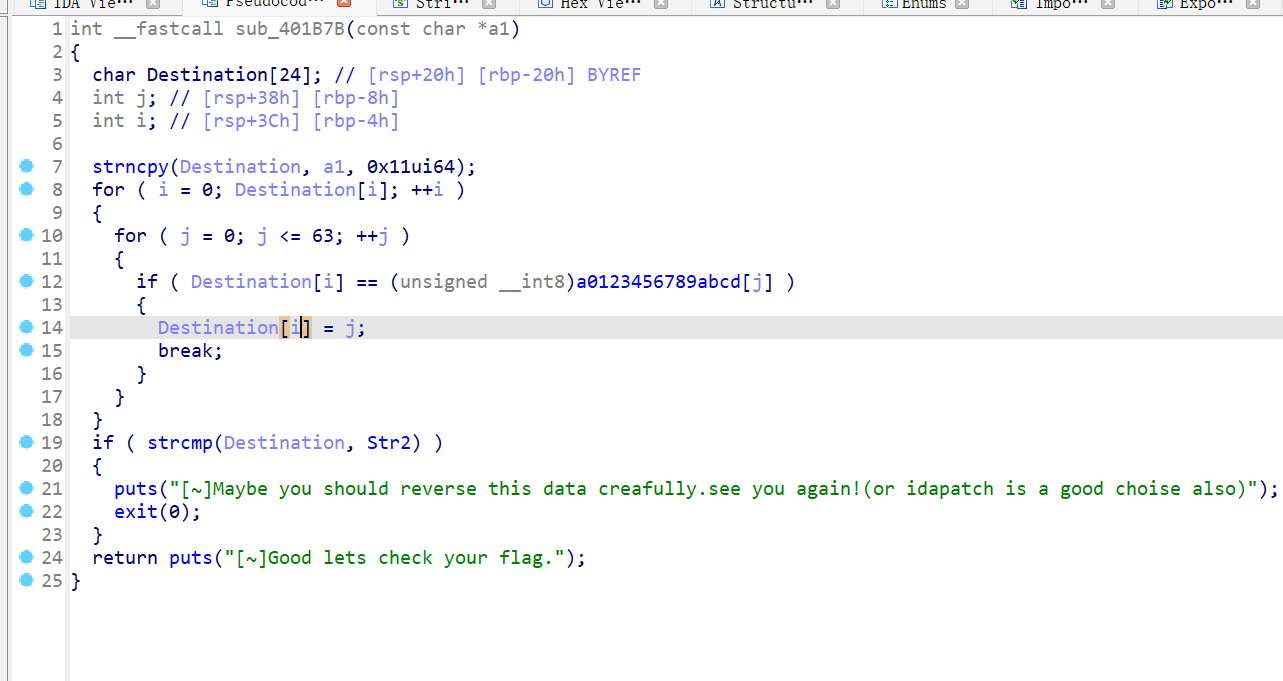 IDA Vie··· Pseudocod··· Stri··· Hex Vie··· Structu··· Enums Impo··· Expo···
1 int __fastcall sub_401B7B(const char *a1)
2 {
3 char Destination[24]; // [rsp+20h] [rbp-20h] BYREF
4 int j; // [rsp+38h] [rbp-8h]
5 int i; // [rsp+3Ch] [rbp-4h]
6
7 strncpy(Destination, a1, 0x11ui64);
8 for ( i = 0; Destination[i]; ++i )
9 {
10 for ( j = 0; j <= 63; ++j )
11 {
12 if ( Destination[i] == (unsigned __int8)a0123456789abcd[j] )
13 {
14 Destination[i] = j;
15 break;
16 }
17 }
18 }
19 if ( strcmp(Destination, Str2) )
20 {
21 puts("[~]Maybe you should reverse this data creafully.see you again!(or idapatch is a good choise also)");
22 exit(0);
23 }
24 return puts("[~]Good lets check your flag.");
25 }